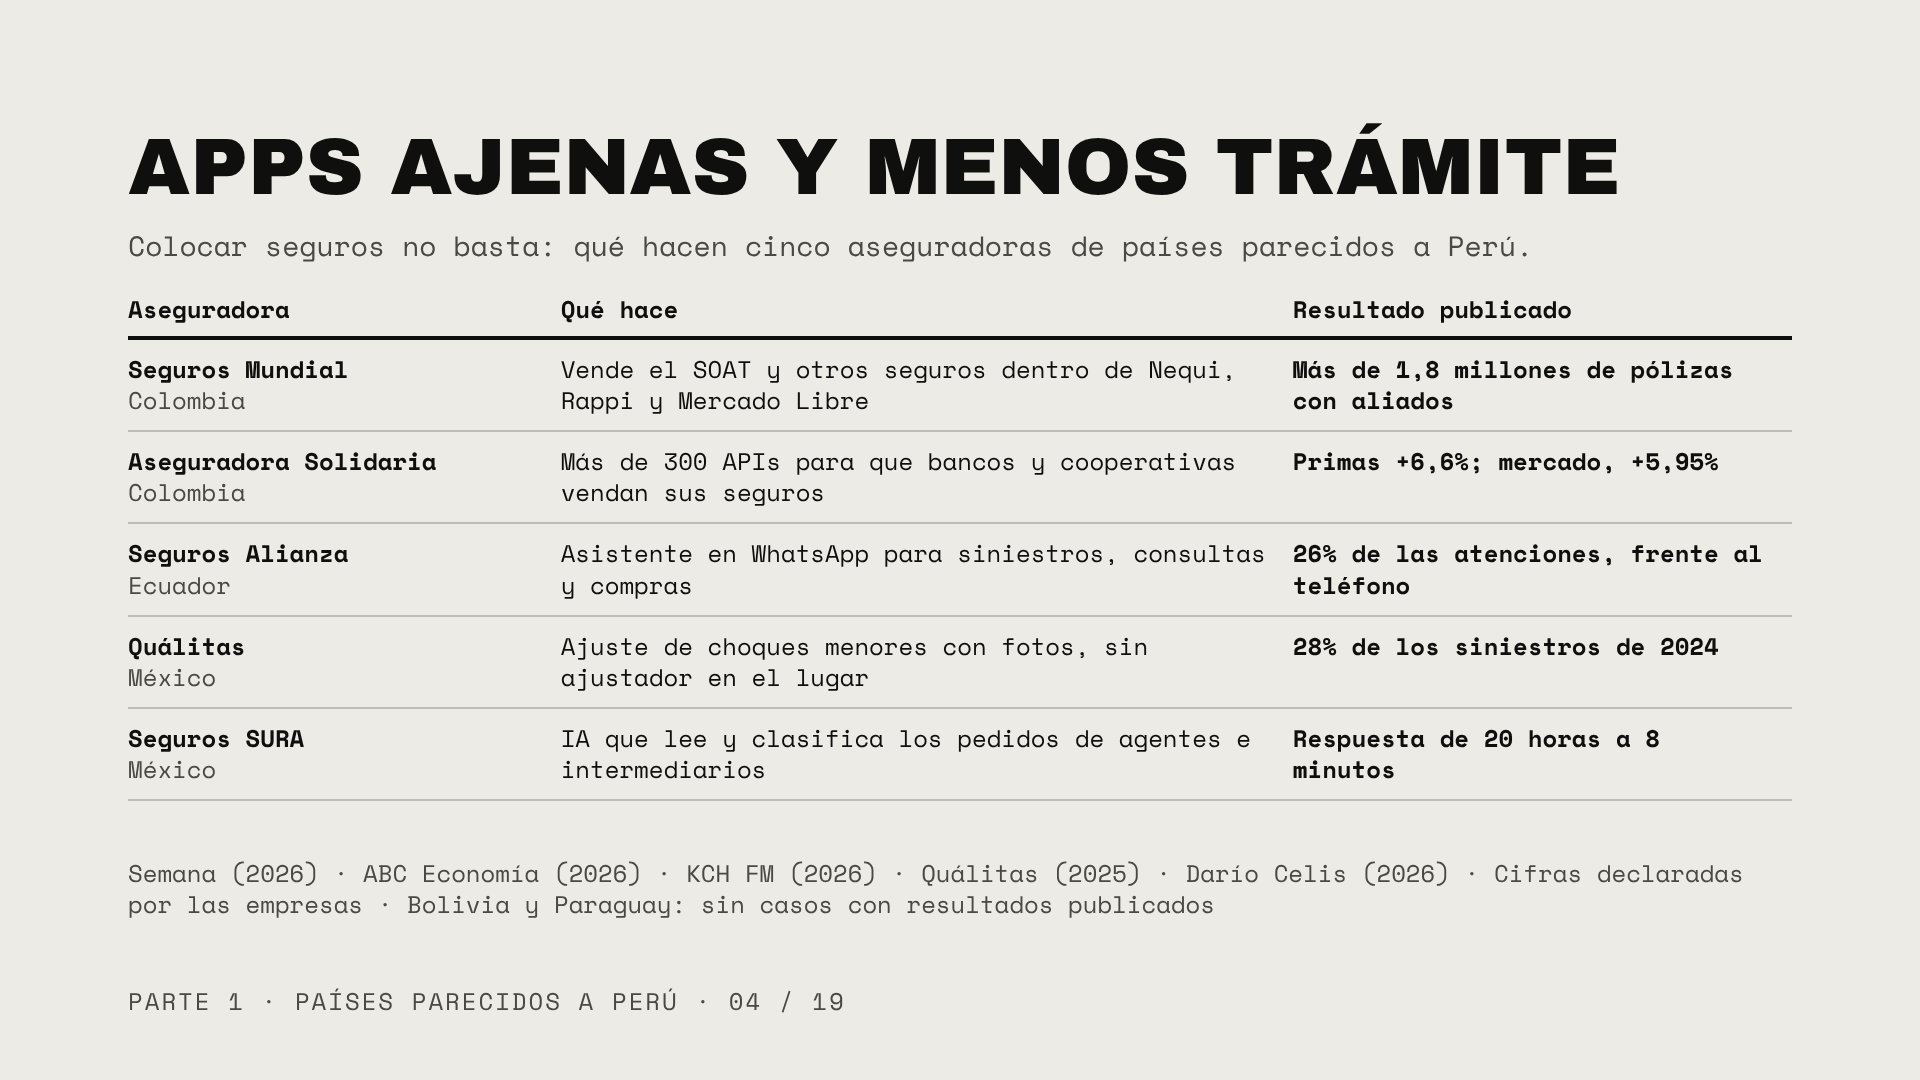 APPS AJENAS Y MENOS TRÁMITE
Colocar seguros no basta: qué hacen cinco aseguradoras de países parecidos a Perú.
Aseguradora
Qué hace
Resultado publicado
Seguros Mundial
Colombia
Vende el SOAT y otros seguros dentro de Nequi,
Rappi y Mercado Libre
Más de 1,8 millones de pólizas
con aliados
Aseguradora Solidaria
Colombia
Más de 300 APIs para que bancos y cooperativas
vendan sus seguros
Primas +6,6%; mercado, +5,95%
Seguros Alianza
Ecuador
Asistente en WhatsApp para siniestros, consultas
y compras
26% de las atenciones, frente al
teléfono
Quálitas
México
Ajuste de choques menores con fotos, sin
ajustador en el lugar
28% de los siniestros de 2024
Seguros SURA
México
IA que lee y clasifica los pedidos de agentes e
intermediarios
Respuesta de 20 horas a 8
minutos
Semana (2026) · ABC Economía (2026) · KCH FM (2026) · Quálitas (2025) · Darío Celis (2026) · Cifras declaradas
por las empresas · Bolivia y Paraguay: sin casos con resultados publicados
PARTE 1 · PAÍSES PARECIDOS A PERÚ · 04 / 19